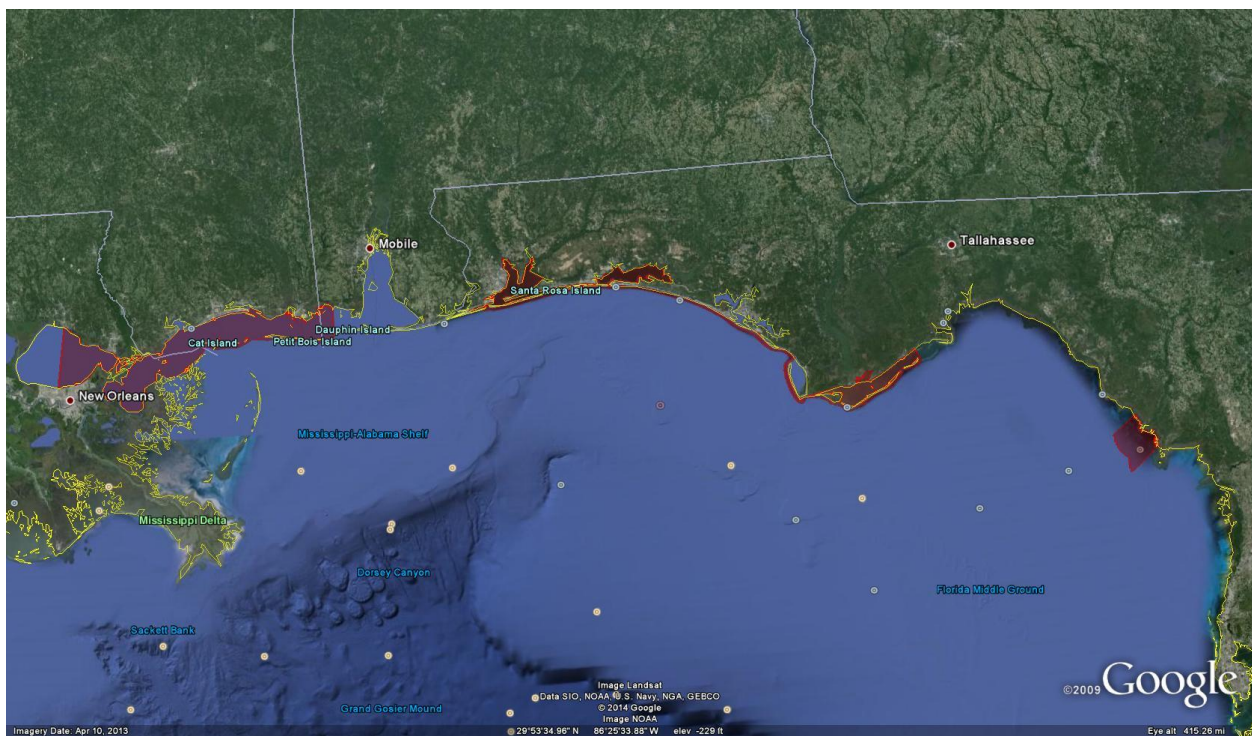 Mobile
Tallahassee
Santa Rosa Island
Dauphin Island
Cat Island
Petit Bois Island
New Orleans
Mississippi-Alabama Shelf
Mississippi Delta
Dorsey Canyon
Florida Middle Ground
Sackett Bank
Image Landsat
Data SIO, NOAA, U.S. Navy, NGA, GEBCO
©2009 Google
Grand Gosier Mound
© 2014 Google
Image NOAA
Imagery Date: Apr 10, 2013
29°53'34.96" N 86°25'33.88" W elev -229 ft
Eye alt 415.26 mi